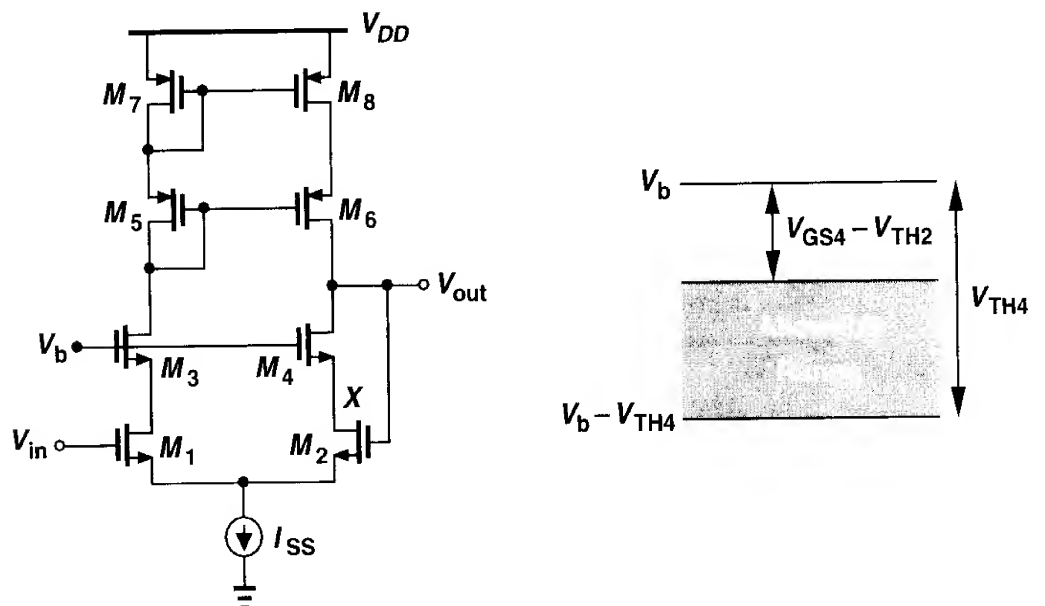 V_DD
M_7
M_8
M_5
M_6
V_out
V_b
M_3
M_4
X
V_in
M_1
M_2
I_SS
V_b
V_GS4 – V_TH2
V_TH4
V_b – V_TH4